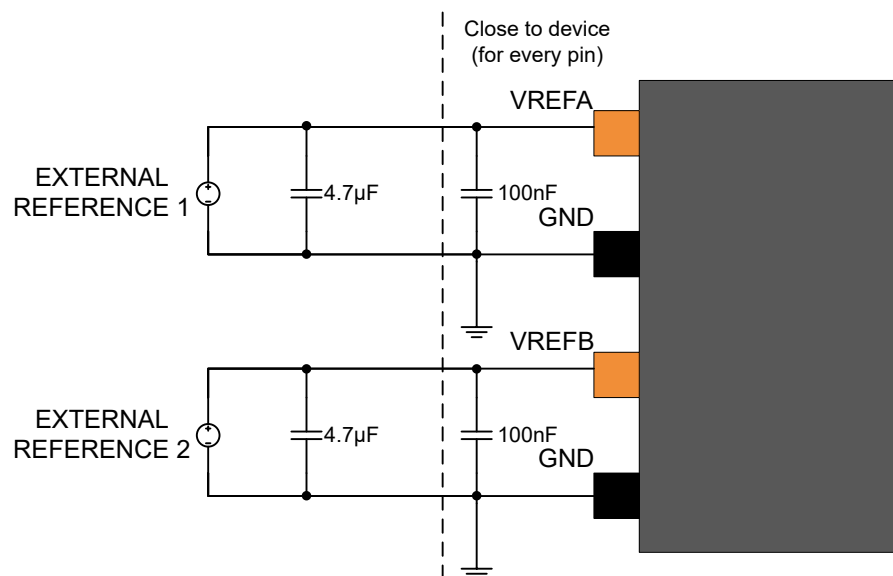 Close to device
(for every pin)
VREFA
EXTERNAL
REFERENCE 1
4.7µF
100nF
GND
VREFB
EXTERNAL
REFERENCE 2
4.7µF
100nF
GND